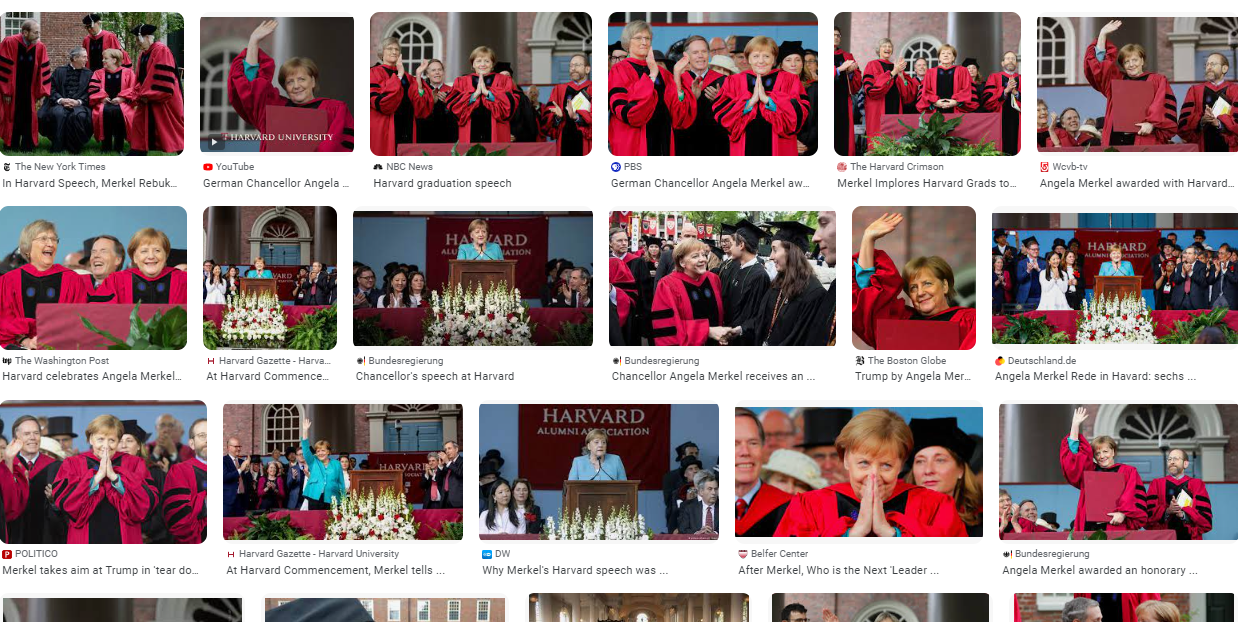 HARVARD UNIVERSITY
The New York Times
YouTube
NBC News
PBS
The Harvard Crimson
Wcvb-tv
In Harvard Speech, Merkel Rebuk...
German Chancellor Angela ...
Harvard graduation speech
German Chancellor Angela Merkel aw...
Merkel Implores Harvard Grads to...
Angela Merkel awarded with Harvard...
HARVARD
ALUMNI ASSOCIATION
HARVARD
The Washington Post
Harvard Gazette - Harva...
Bundesregierung
Bundesregierung
The Boston Globe
Deutschland.de
Harvard celebrates Angela Merkel...
At Harvard Commence...
Chancellor's speech at Harvard
Chancellor Angela Merkel receives an ...
Trump by Angela Mer...
Angela Merkel Rede in Havard: sechs ...
HARVARD
ALUMNI ASSOCIATION
POLITICO
Harvard Gazette - Harvard University
DW
Belfer Center
Bundesregierung
Merkel takes aim at Trump in 'tear do...
At Harvard Commencement, Merkel tells ...
Why Merkel's Harvard speech was ...
After Merkel, Who is the Next 'Leader ...
Angela Merkel awarded an honorary ...